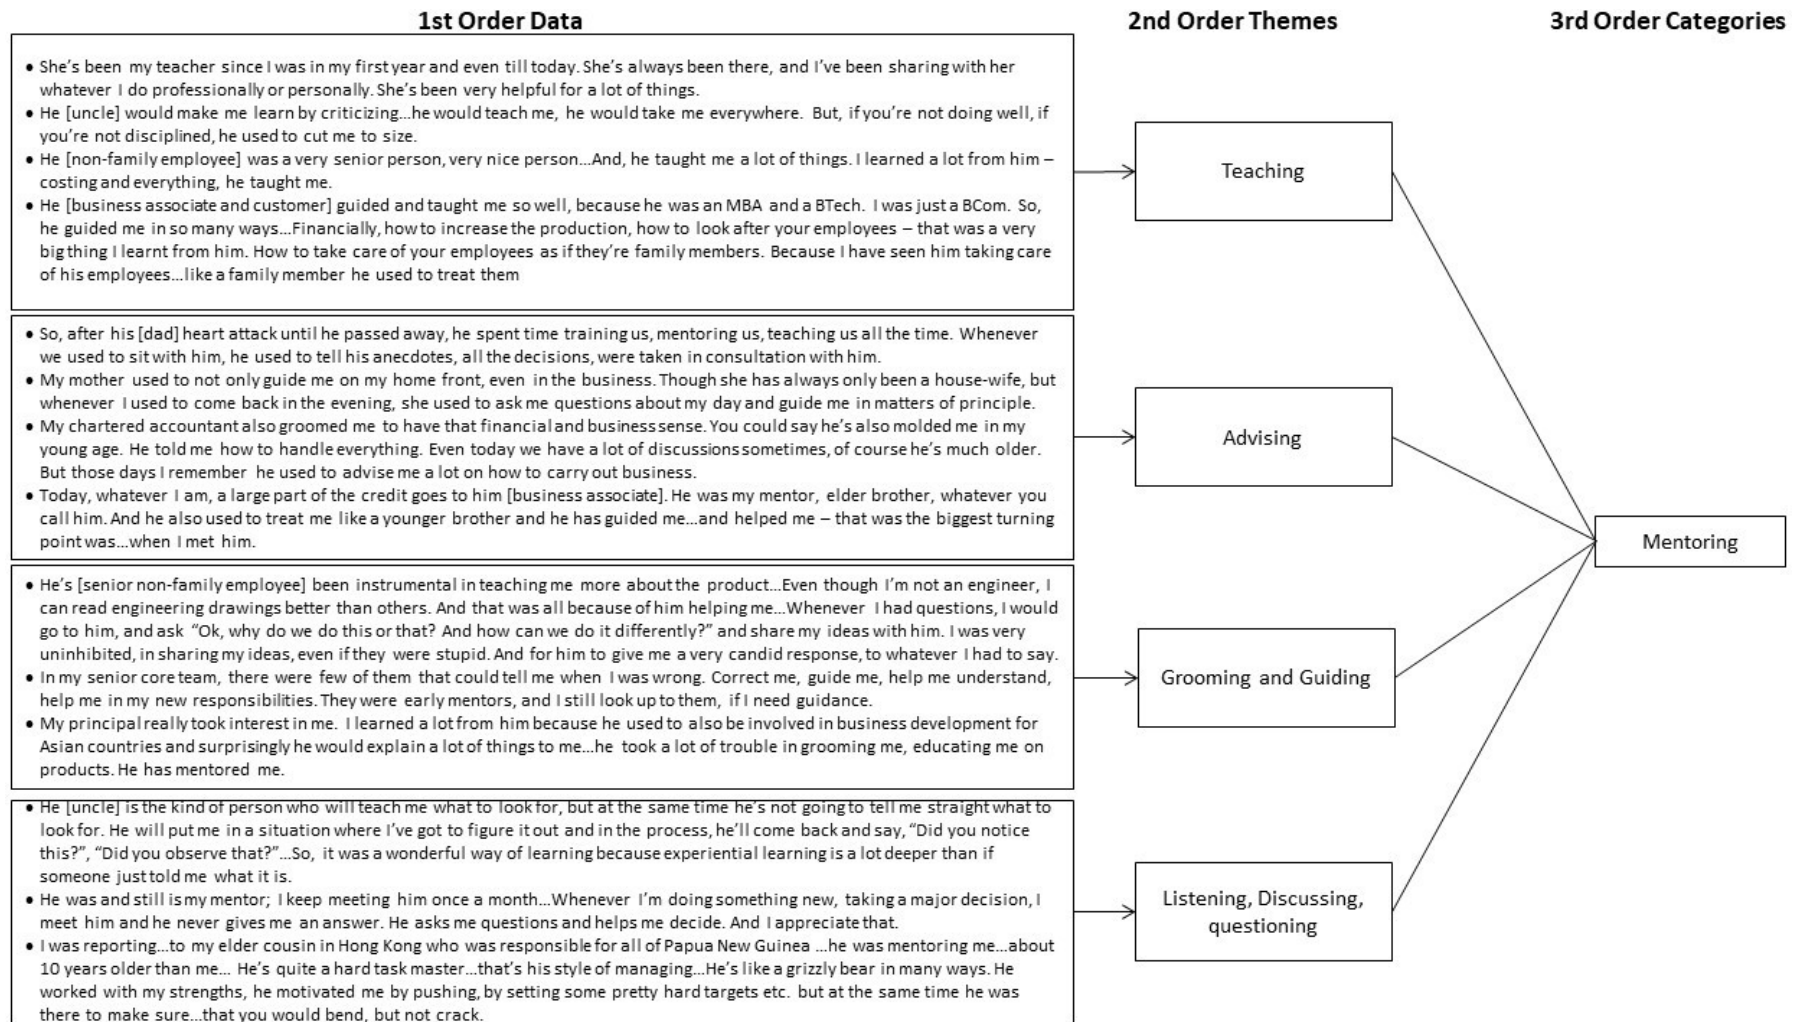 1st Order Data
2nd Order Themes
3rd Order Categories
• She’s been my teacher since I was in my first year and even till today. She’s always been there, and I’ve been sharing with her
whatever I do professionally or personally. She’s been very helpful for a lot of things.
• He [uncle] would make me learn by criticizing…he would teach me, he would take me everywhere. But, if you’re not doing well, if
you’re not disciplined, he used to cut me to size.
• He [non-family employee] was a very senior person, very nice person…And, he taught me a lot of things. I learned a lot from him –
costing and everything, he taught me.
• He [business associate and customer] guided and taught me so well, because he was an MBA and a BTech. I was just a BCom. So,
he guided me in so many ways…Financially, how to increase the production, how to look after your employees – that was a very
big thing I learnt from him. How to take care of your employees as if they’re family members. Because I have seen him taking care
of his employees…like a family member he used to treat them
Teaching
• So, after his [dad] heart attack until he passed away, he spent time training us, mentoring us, teaching us all the time. Whenever
we used to sit with him, he used to tell his anecdotes, all the decisions, were taken in consultation with him.
• My mother used to not only guide me on my home front, even in the business. Though she has always only been a house-wife, but
whenever I used to come back in the evening, she used to ask me questions about my day and guide me in matters of principle.
• My chartered accountant also groomed me to have that financial and business sense. You could say he’s also molded me in my
young age. He told me how to handle everything. Even today we have a lot of discussions sometimes, of course he’s much older.
But those days I remember he used to advise me a lot on how to carry out business.
• Today, whatever I am, a large part of the credit goes to him [business associate]. He was my mentor, elder brother, whatever you
call him. And he also used to treat me like a younger brother and he has guided me…and helped me – that was the biggest turning
point was…when I met him.
Advising
Mentoring
• He’s [senior non-family employee] been instrumental in teaching me more about the product…Even though I’m not an engineer, I
can read engineering drawings better than others. And that was all because of him helping me…Whenever I had questions, I would
go to him, and ask “Ok, why do we do this or that? And how can we do it differently?” and share my ideas with him. I was very
uninhibited, in sharing my ideas, even if they were stupid. And for him to give me a very candid response, to whatever I had to say.
• In my senior core team, there were few of them that could tell me when I was wrong. Correct me, guide me, help me understand,
help me in my new responsibilities. They were early mentors, and I still look up to them, if I need guidance.
• My principal really took interest in me. I learned a lot from him because he used to also be involved in business development for
Asian countries and surprisingly he would explain a lot of things to me…he took a lot of trouble in grooming me, educating me on
products. He has mentored me.
Grooming and Guiding
• He [uncle] is the kind of person who will teach me what to look for, but at the same time he’s not going to tell me straight what to
look for. He will put me in a situation where I’ve got to figure it out and in the process, he’ll come back and say, “Did you notice
this?”, “Did you observe that?”…So, it was a wonderful way of learning because experiential learning is a lot deeper than if
someone just told me what it is.
• He was and still is my mentor; I keep meeting him once a month…Whenever I’m doing something new, taking a major decision, I
meet him and he never gives me an answer. He asks me questions and helps me decide. And I appreciate that.
• I was reporting…to my elder cousin in Hong Kong who was responsible for all of Papua New Guinea …he was mentoring me…about
10 years older than me… He’s quite a hard task master…that’s his style of managing…He’s like a grizzly bear in many ways. He
worked with my strengths, he motivated me by pushing, by setting some pretty hard targets etc. but at the same time he was
there to make sure…that you would bend, but not crack.
Listening, Discussing,
questioning